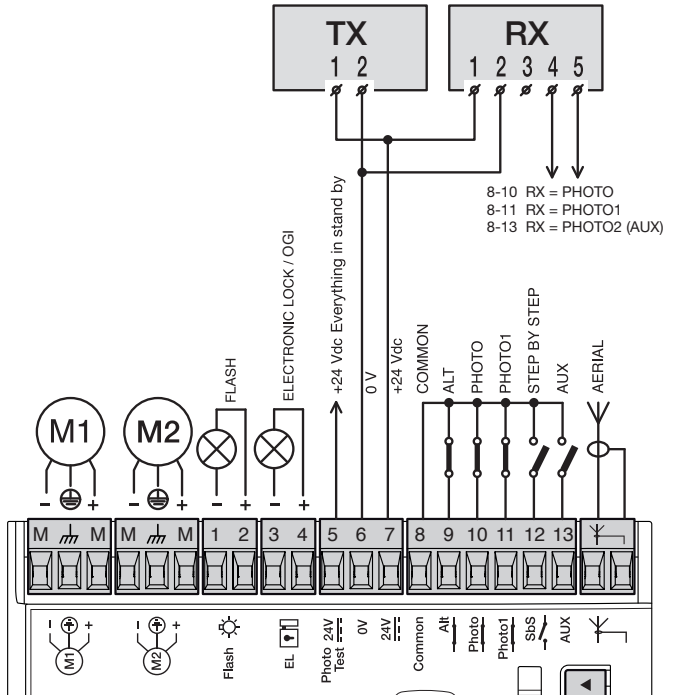 TX
1 2
RX
1 2 3 4 5
8-10 RX = PHOTO
8-11 RX = PHOTO1
8-13 RX = PHOTO2 (AUX)
FLASH
ELECTRONIC LOCK / OGI
+24 Vdc Everything in stand by
0 V
+24 Vdc
COMMON
ALT
PHOTO
PHOTO1
STEP BY STEP
AUX
AERIAL
M1
M2
- +
- +
- +
- +
M M M M 1 2 3 4 5 6 7 8 9 10 11 12 13
- +
M1
- +
M2
Flash
EL
Photo 24V
Test
0V
24V
Common
Alt
Photo
Photo1
SbS
AUX